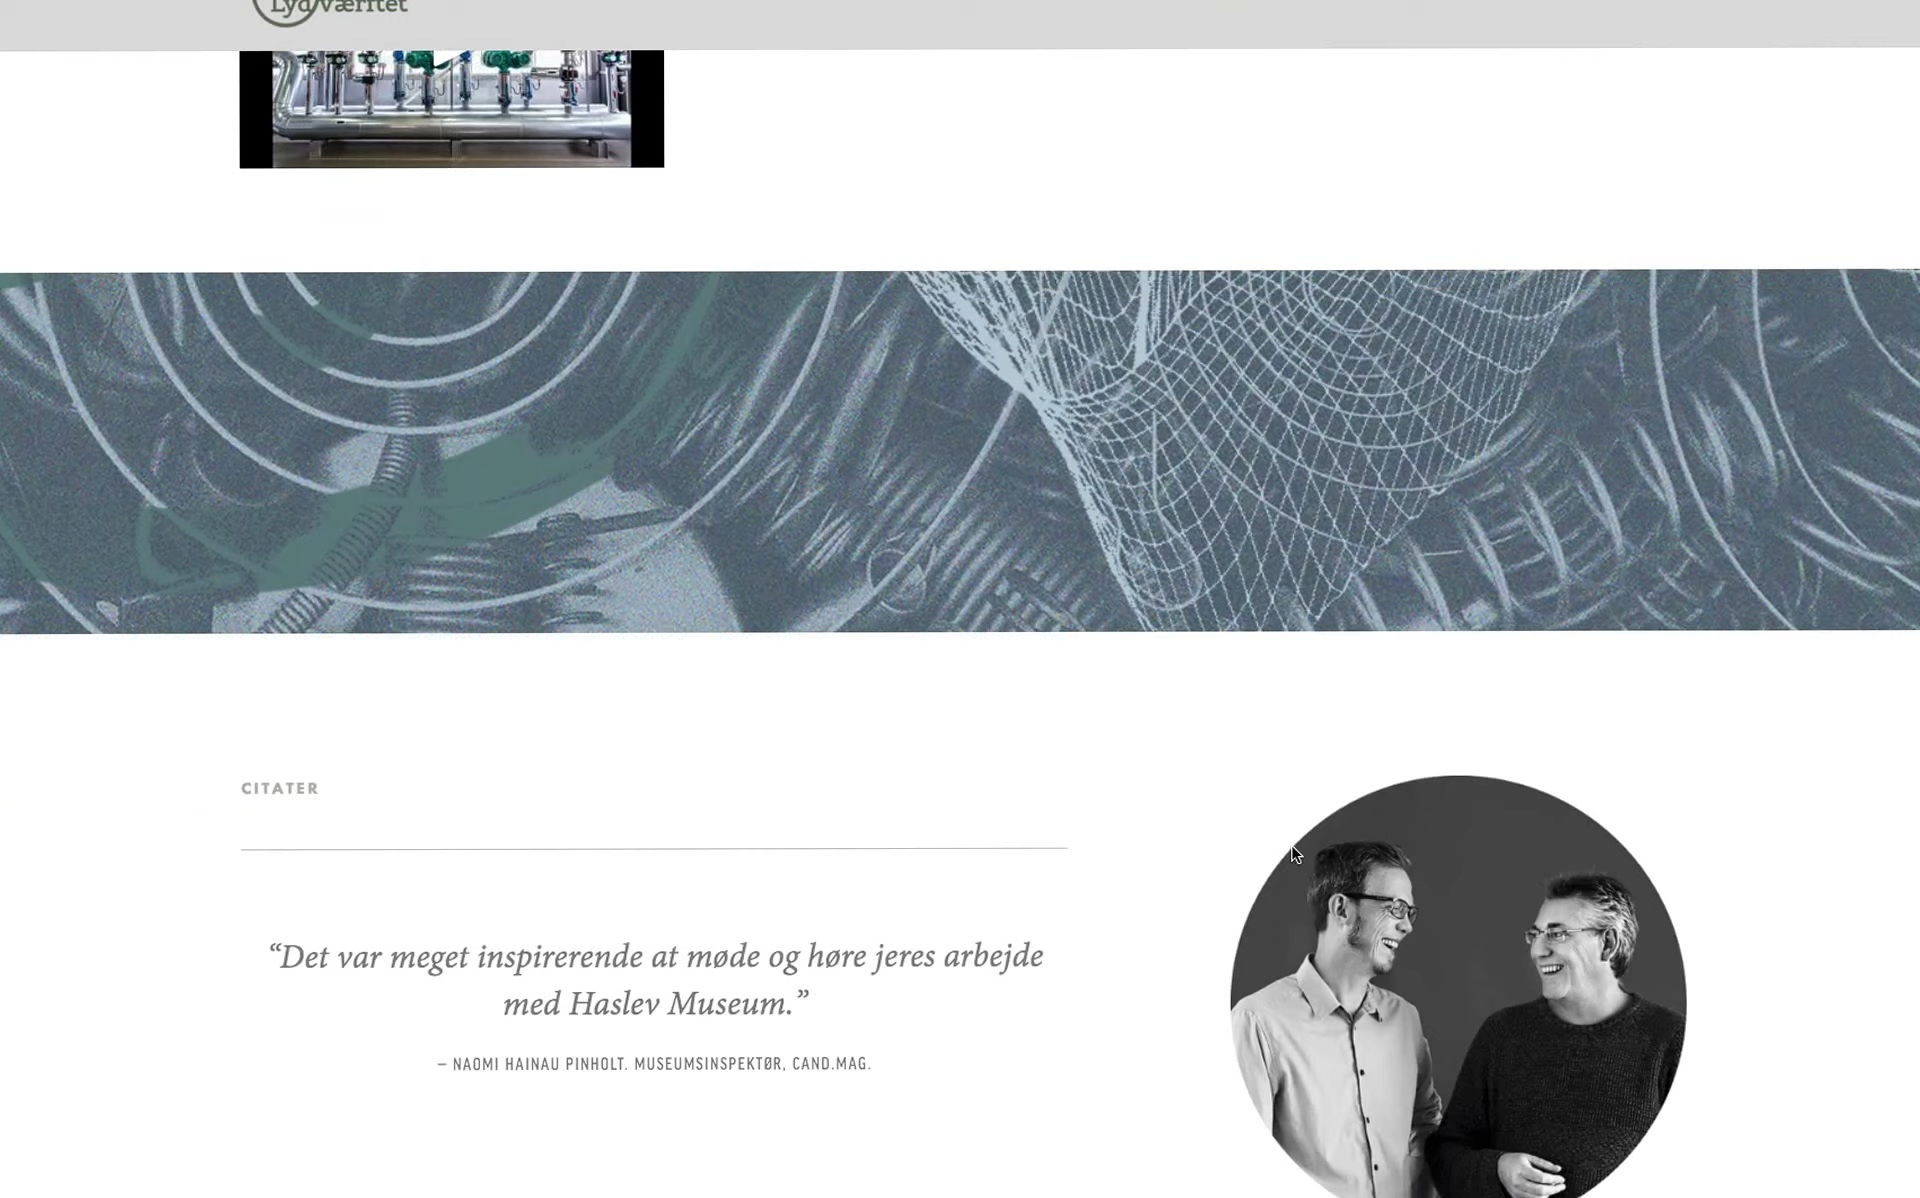 Lydværftet
CITATER
“Det var meget inspirerende at møde og høre jeres arbejde
med Haslev Museum.”
– NAOMI HAINAU PINHOLT. MUSEUMSINSPEKTØR, CAND.MAG.